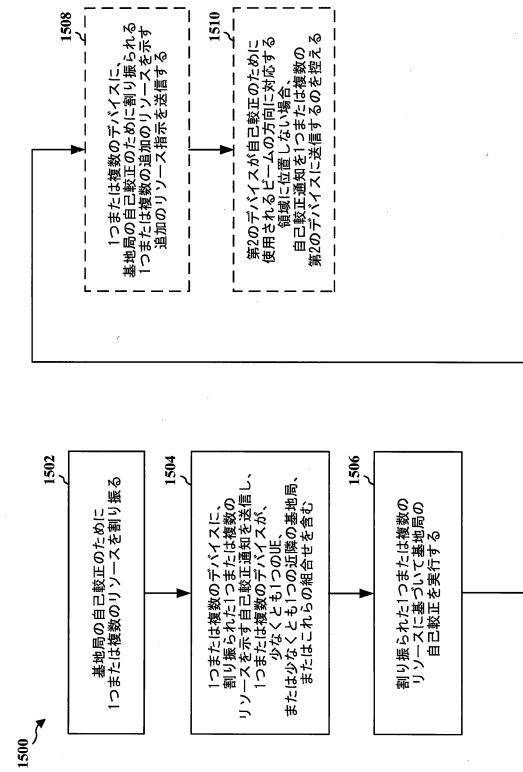 1500
1502
基地局の自己較正のために
1つまたは複数のリソースを割り振る
1504
1つまたは複数のデバイスに、
割り振られた1つまたは複数の
リソースを示す自己較正通知を送信し、
1つまたは複数のデバイスが、
少なくとも1つのUE、
または少なくとも1つの近隣の基地局、
またはこれらの組合せを含む
1506
割り振られた1つまたは複数の
リソースに基づいて基地局の
自己較正を実行する
1508
1つまたは複数のデバイスに、
基地局の自己較正のために割り振られる
1つまたは複数の追加のリソースを示す
追加のリソース指示を送信する
1510
第2のデバイスが自己較正のために
使用されるビームの方向に対応する
領域に位置しない場合、
自己較正通知を1つまたは複数の
第2のデバイスに送信するのを控える